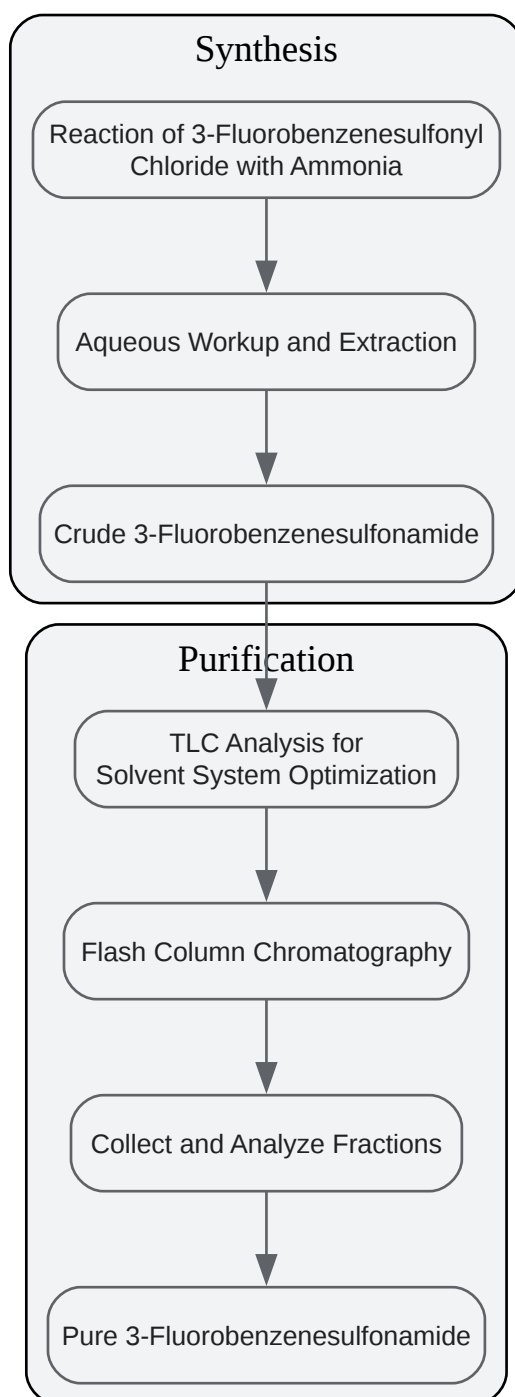 Synthesis
Reaction of 3-Fluorobenzenesulfonyl
Chloride with Ammonia
Aqueous Workup and Extraction
Crude 3-Fluorobenzenesulfonamide
Purification
TLC Analysis for
Solvent System Optimization
Flash Column Chromatography
Collect and Analyze Fractions
Pure 3-Fluorobenzenesulfonamide